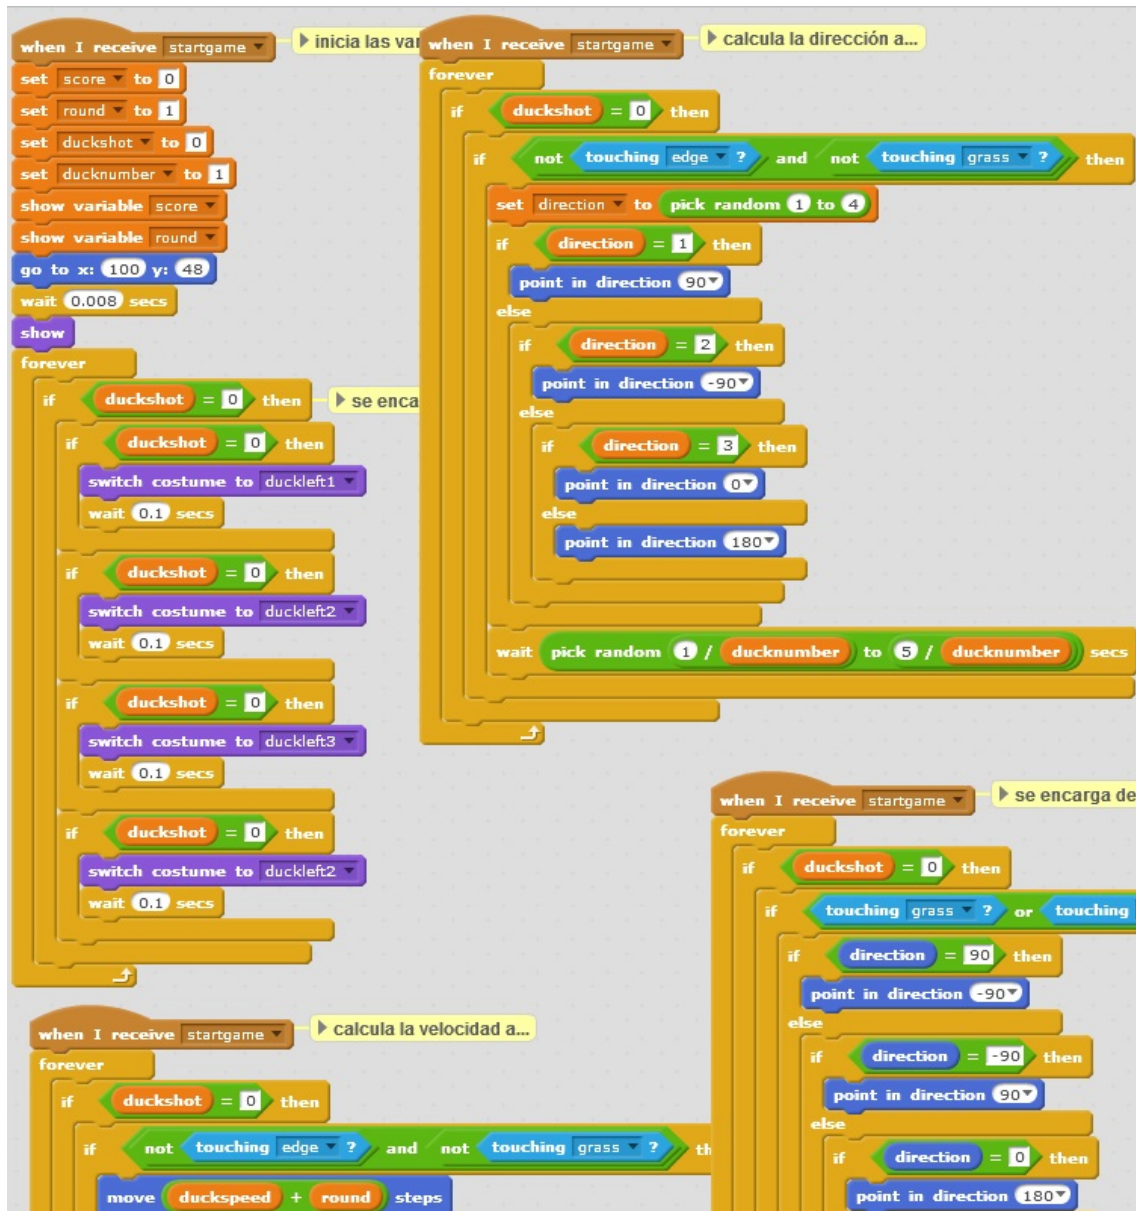 when I receive startgame
inicia las var
set score to 0
set round to 1
set duckshot to 0
set ducknumber to 1
show variable score
show variable round
go to x: 100 y: 48
wait 0.008 secs
show
forever
if duckshot = 0 then
se enca
if duckshot = 0 then
switch costume to duckleft1
wait 0.1 secs
if duckshot = 0 then
switch costume to duckleft2
wait 0.1 secs
if duckshot = 0 then
switch costume to duckleft3
wait 0.1 secs
if duckshot = 0 then
switch costume to duckleft2
wait 0.1 secs
when I receive startgame
calcula la dirección a...
forever
if duckshot = 0 then
if not touching edge ? and not touching grass ? then
set direction to pick random 1 to 4
if direction = 1 then
point in direction 90
else
if direction = 2 then
point in direction -90
else
if direction = 3 then
point in direction 0
else
point in direction 180
wait pick random 1 / ducknumber to 5 / ducknumber secs
when I receive startgame
calcula la velocidad a...
forever
if duckshot = 0 then
if not touching edge ? and not touching grass ? th
move duckspeed + round steps
when I receive startgame
se encarga de
forever
if duckshot = 0 then
if touching grass ? or touching
if direction = 90 then
point in direction -90
else
if direction = -90 then
point in direction 90
else
if direction = 0 then
point in direction 180